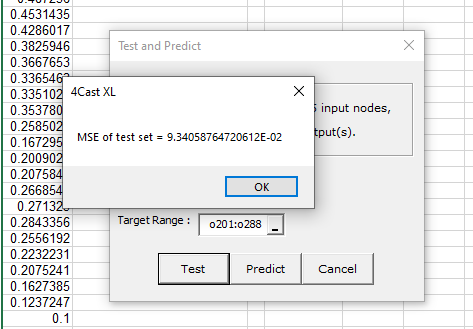 0.4531435
0.4286017
0.3825946
0.3667653
0.336546
0.335102
0.353780
0.258502
0.167295
0.200902
0.207584
0.266854
0.271328
0.2843356
0.2556192
0.2232231
0.2075241
0.1627385
0.1237247
0.1
Test and Predict
4Cast XL
MSE of test set = 9.34058764720612E-02
OK
input nodes,
tput(s).
Target Range :
o201:o288
Test
Predict
Cancel